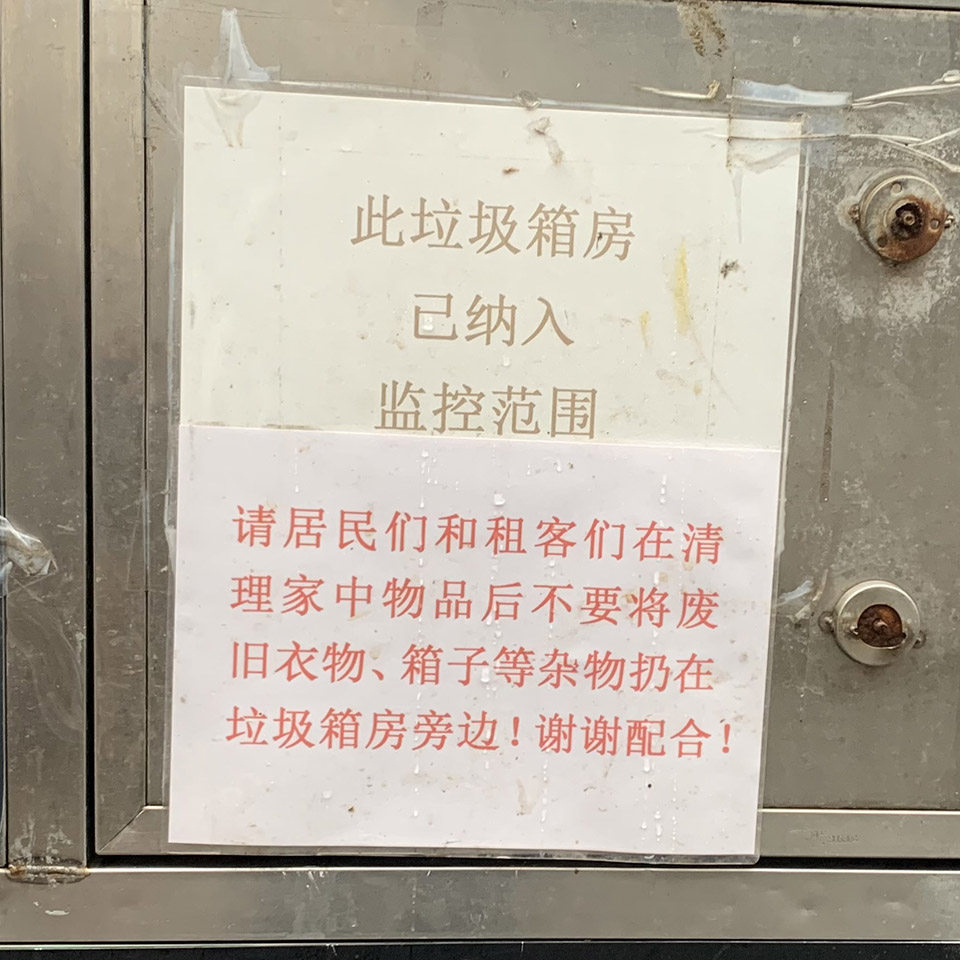 此垃圾箱房
已纳入
监控范围
请居民们和租客们在清
理家中物品后不要将废
旧衣物、箱子等杂物扔在
垃圾箱房旁边！谢谢配合！